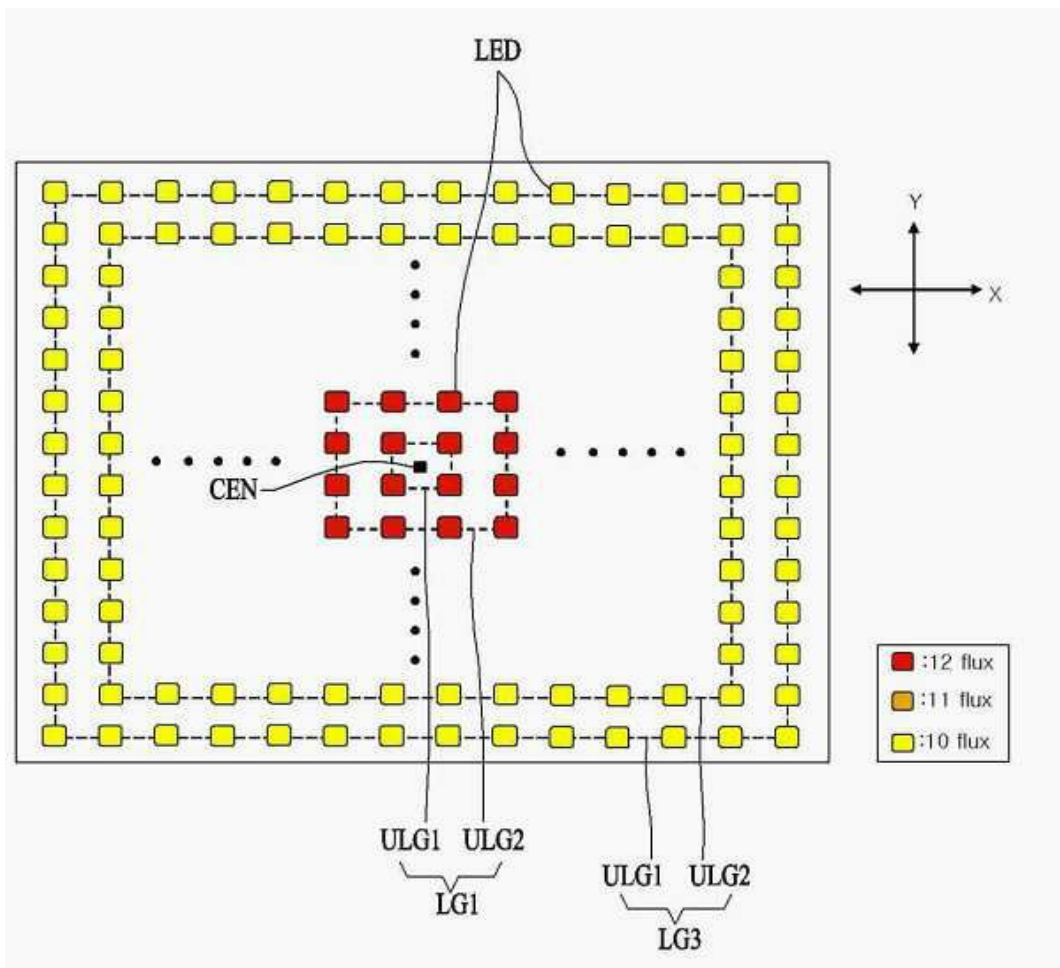 LED
Y
X
CEN
:12 flux
:11 flux
:10 flux
ULG1 ULG2
LG1
ULG1 ULG2
LG3